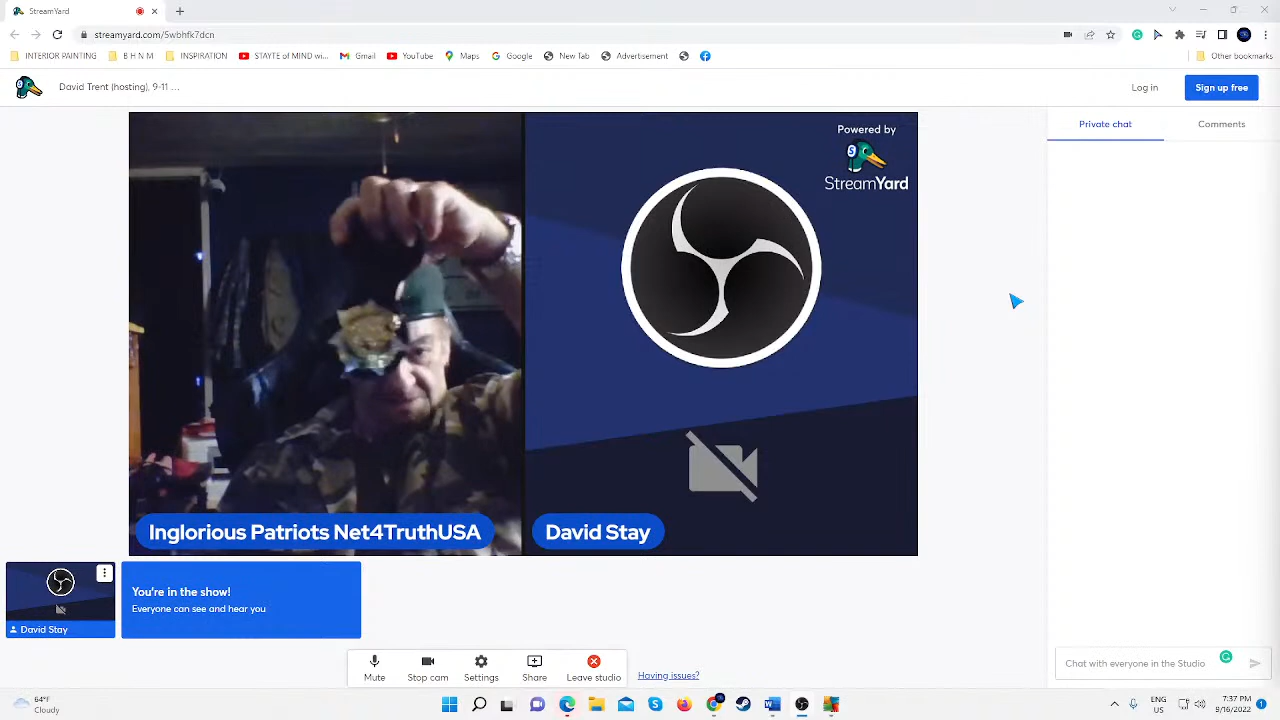 StreamYard
streamyard.com/5wbhfk7dcn
INTERIOR PAINTING
B H N M
INSPIRATION
STAYTE of MIND wi...
Gmail
YouTube
Maps
Google
New Tab
Advertisement
Other bookmarks
David Trent (hosting), 9-11 ...
Log in
Sign up free
Private chat
Comments
Powered by
StreamYard
Inglorious Patriots Net4TruthUSA
David Stay
You're in the show!
Everyone can see and hear you
David Stay
Mute
Stop cam
Settings
Share
Leave studio
Having issues?
Chat with everyone in the Studio
64°F
Cloudy
ENG
US
7:37 PM
9/16/2022
1